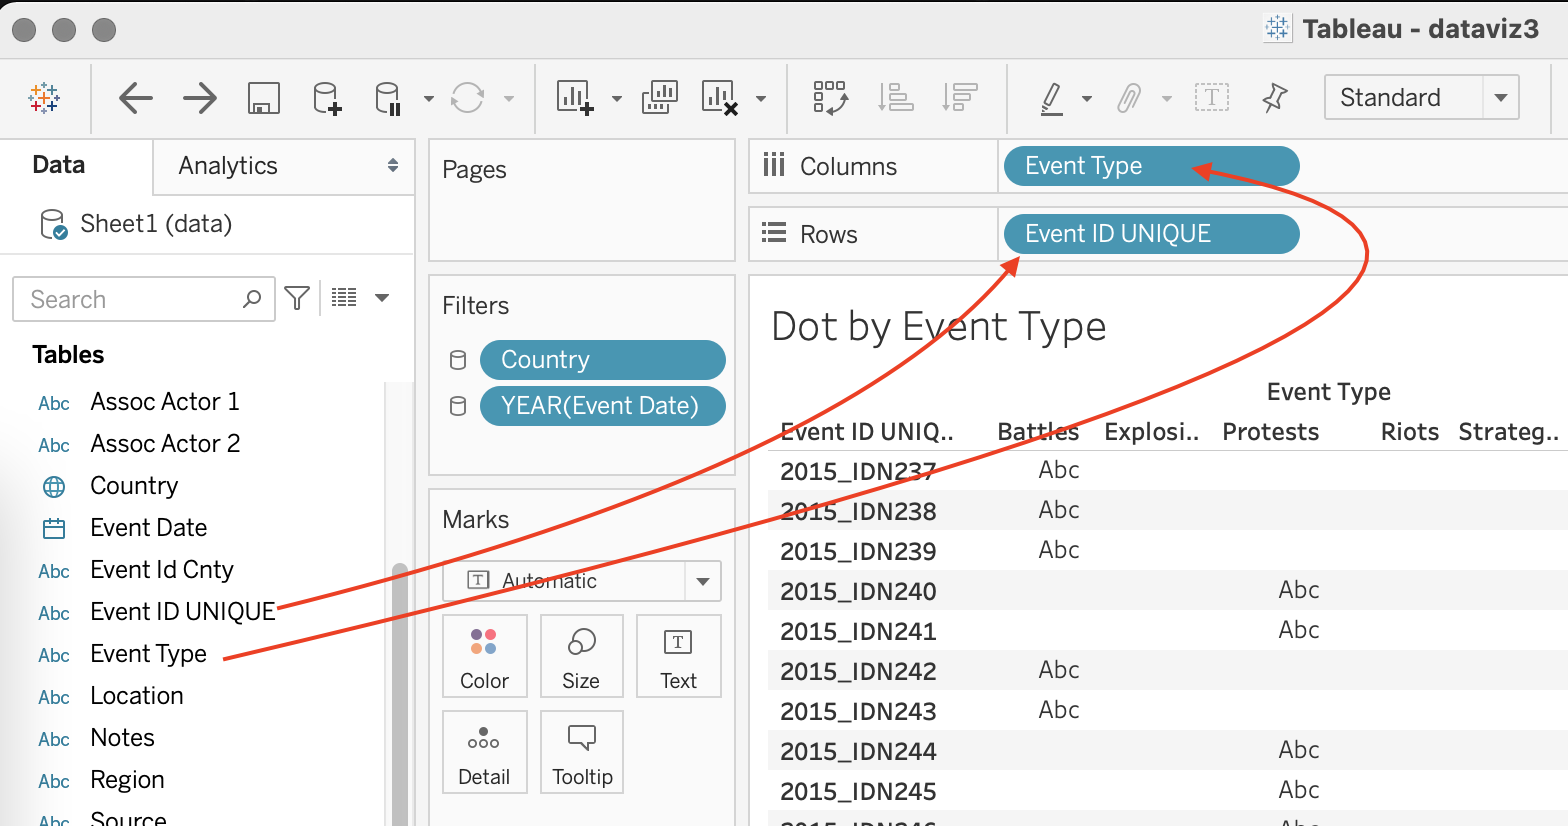 Tableau - dataviz3
Standard
Data
Analytics
Sheet1 (data)
Search
Tables
Abc Assoc Actor 1
Abc Assoc Actor 2
Country
Event Date
Abc Event Id Cnty
Abc Event ID UNIQUE
Abc Event Type
Abc Location
Abc Notes
Abc Region
Abc Source
Pages
Filters
Country
YEAR(Event Date)
Marks
T Automatic
Color Size Text
Detail Tooltip
Columns Event Type
Rows Event ID UNIQUE
Dot by Event Type
Event Type
Event ID UNIQ.. Battles Explosi.. Protests Riots Strateg..
2015_IDN237 Abc
2015_IDN238 Abc
2015_IDN239 Abc
2015_IDN240 Abc
2015_IDN241 Abc
2015_IDN242 Abc
2015_IDN243 Abc
2015_IDN244 Abc
2015_IDN245 Abc
2015_IDN246 Abc